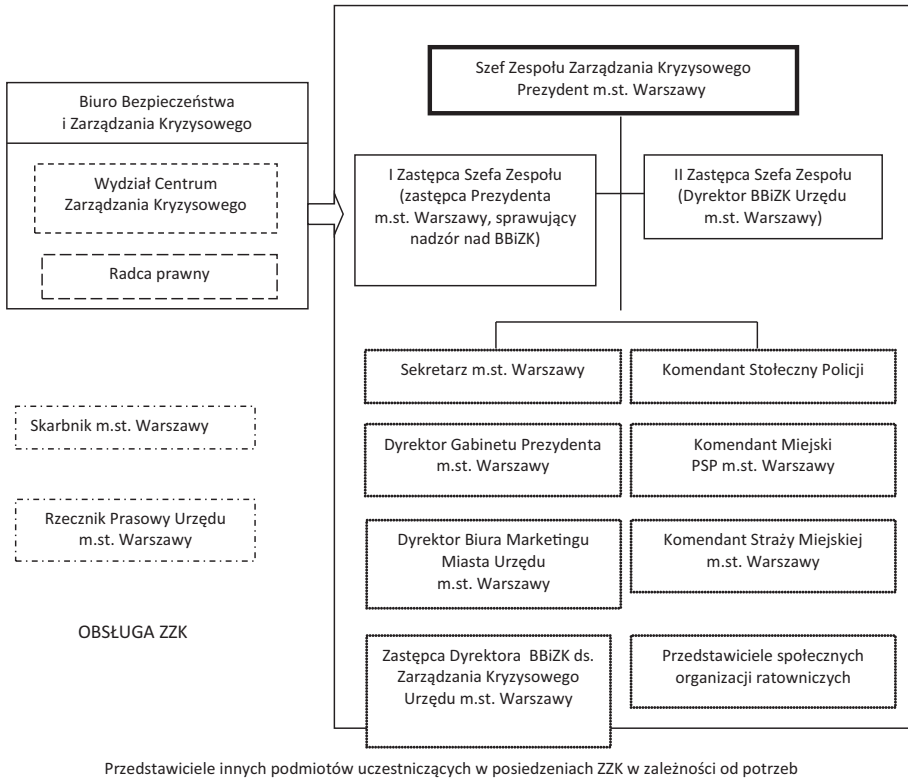 Szef Zespołu Zarządzania Kryzysowego
Prezydent m.st. Warszawy
Biuro Bezpieczeństwa
i Zarządzania Kryzysowego
Wydział Centrum
Zarządzania Kryzysowego
Radca prawny
I Zastępca Szefa Zespołu
(zastępca Prezydenta
m.st. Warszawy, sprawujący
nadzór nad BBiZK)
II Zastępca Szefa Zespołu
(Dyrektor BBiZK Urzędu
m.st. Warszawy)
Sekretarz m.st. Warszawy
Komendant Stołeczny Policji
Skarbnik m.st. Warszawy
Dyrektor Gabinetu Prezydenta
m.st. Warszawy
Komendant Miejski
PSP m.st. Warszawy
Rzecznik Prasowy Urzędu
m.st. Warszawy
Dyrektor Biura Marketingu
Miasta Urzędu
m.st. Warszawy
Komendant Straży Miejskiej
m.st. Warszawy
OBSŁUGA ZZK
Zastępca Dyrektora BBiZK ds.
Zarządzania Kryzysowego
Urzędu m.st. Warszawy
Przedstawiciele społecznych
organizacji ratowniczych
Przedstawiciele innych podmiotów uczestniczących w posiedzeniach ZZK w zależności od potrzeb